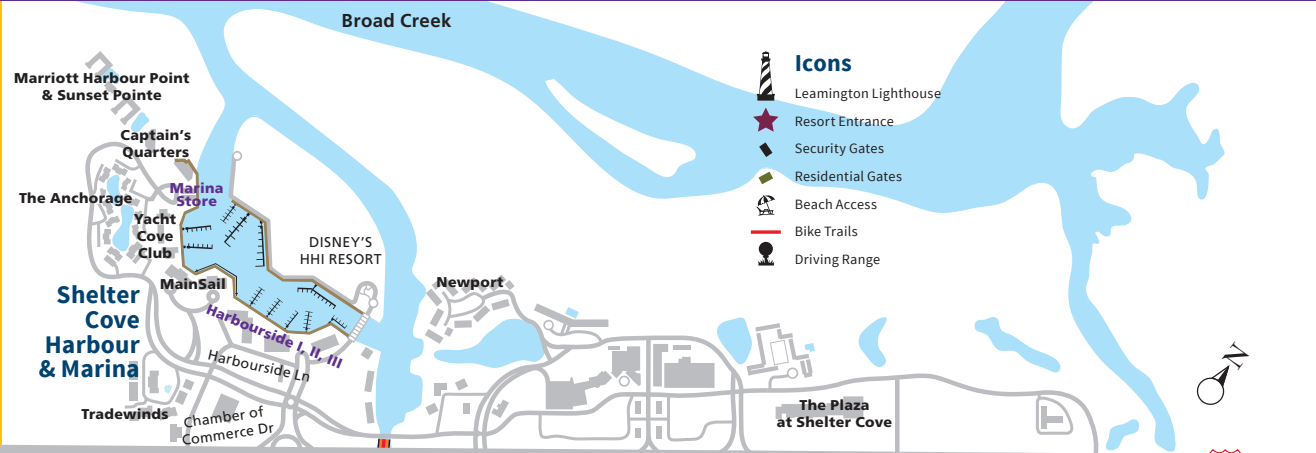 Broad Creek
Icons
Leamington Lighthouse
Resort Entrance
Security Gates
Residential Gates
Beach Access
Bike Trails
Driving Range
Marriott Harbour Point
& Sunset Pointe
Captain's
Quarters
The Anchorage
Marina
Store
Yacht
Cove
Club
DISNEY'S
HHI RESORT
MainSail
Newport
Shelter
Cove
Harbour
& Marina
Harbourside I, II, III
Harbourside Ln
Tradewinds
Chamber of
Commerce Dr
The Plaza
at Shelter Cove
N